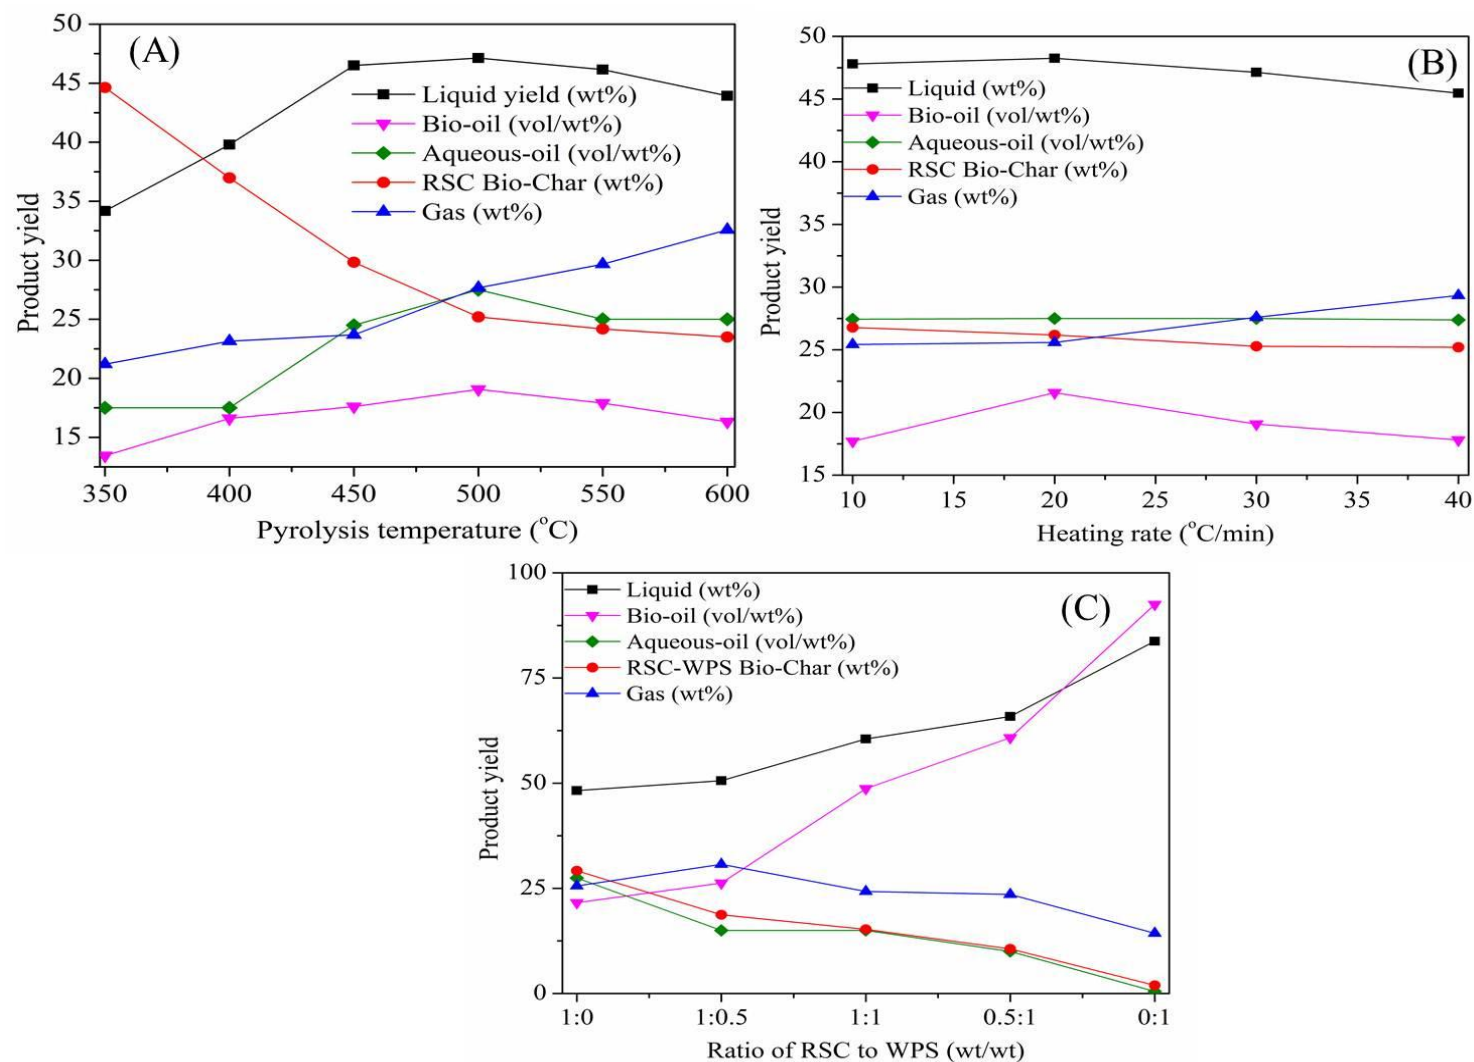 (A)
50
45
40
35
30
25
20
15
Product yield
Liquid yield (wt%)
Bio-oil (vol/wt%)
Aqueous-oil (vol/wt%)
RSC Bio-Char (wt%)
Gas (wt%)
350 400 450 500 550 600
Pyrolysis temperature (°C)
(B)
50
45
40
35
30
25
20
15
Product yield
Liquid (wt%)
Bio-oil (vol/wt%)
Aqueous-oil (vol/wt%)
RSC Bio-Char (wt%)
Gas (wt%)
10 15 20 25 30 35 40
Heating rate (°C/min)
(C)
100
75
50
25
0
Product yield
Liquid (wt%)
Bio-oil (vol/wt%)
Aqueous-oil (vol/wt%)
RSC-WPS Bio-Char (wt%)
Gas (wt%)
1:0 1:0.5 1:1 0.5:1 0:1
Ratio of RSC to WPS (wt/wt)